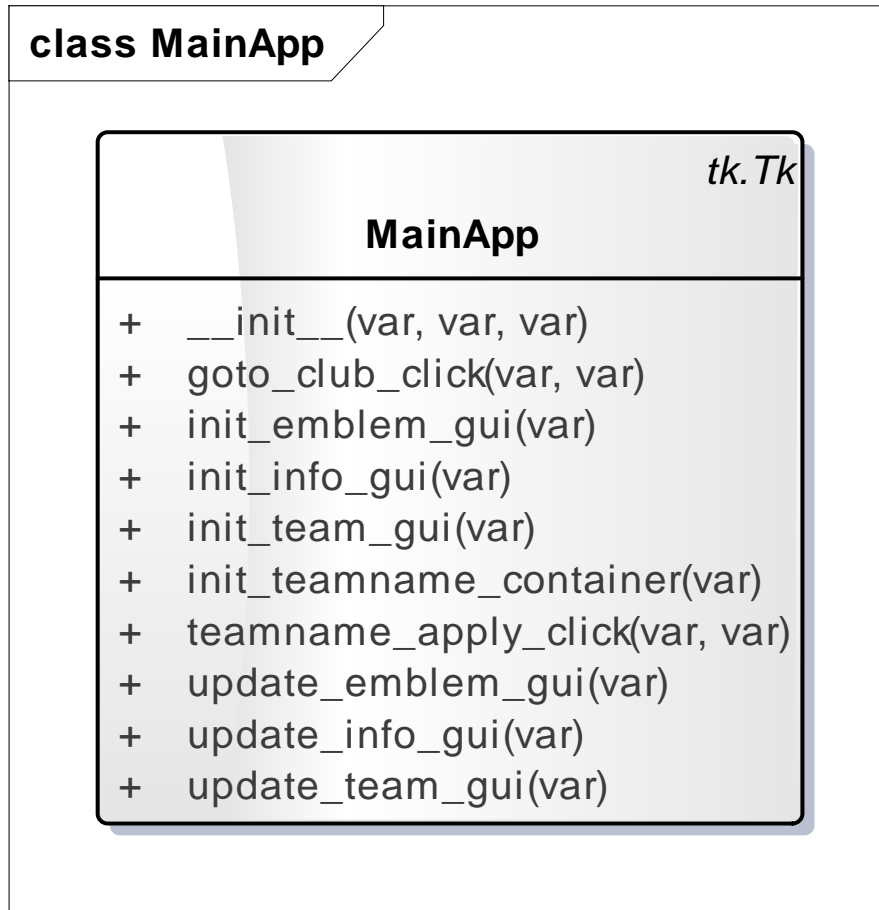 class MainApp
tk.Tk
MainApp
+ __init__(var, var, var)
+ goto_club_click(var, var)
+ init_emblem_gui(var)
+ init_info_gui(var)
+ init_team_gui(var)
+ init_teamname_container(var)
+ teamname_apply_click(var, var)
+ update_emblem_gui(var)
+ update_info_gui(var)
+ update_team_gui(var)